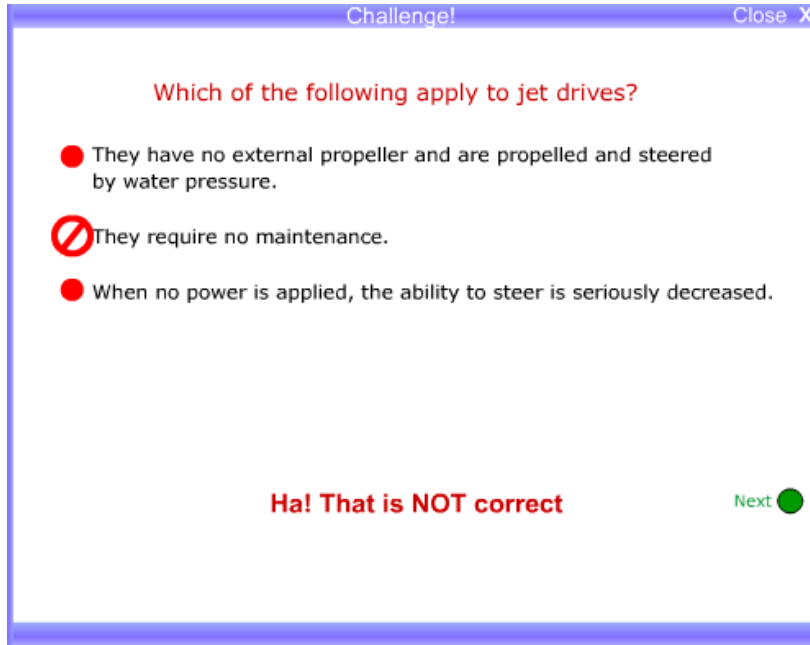 Challenge!
Close X
Which of the following apply to jet drives?
They have no external propeller and are propelled and steered
by water pressure.
They require no maintenance.
When no power is applied, the ability to steer is seriously decreased.
Ha! That is NOT correct
Next